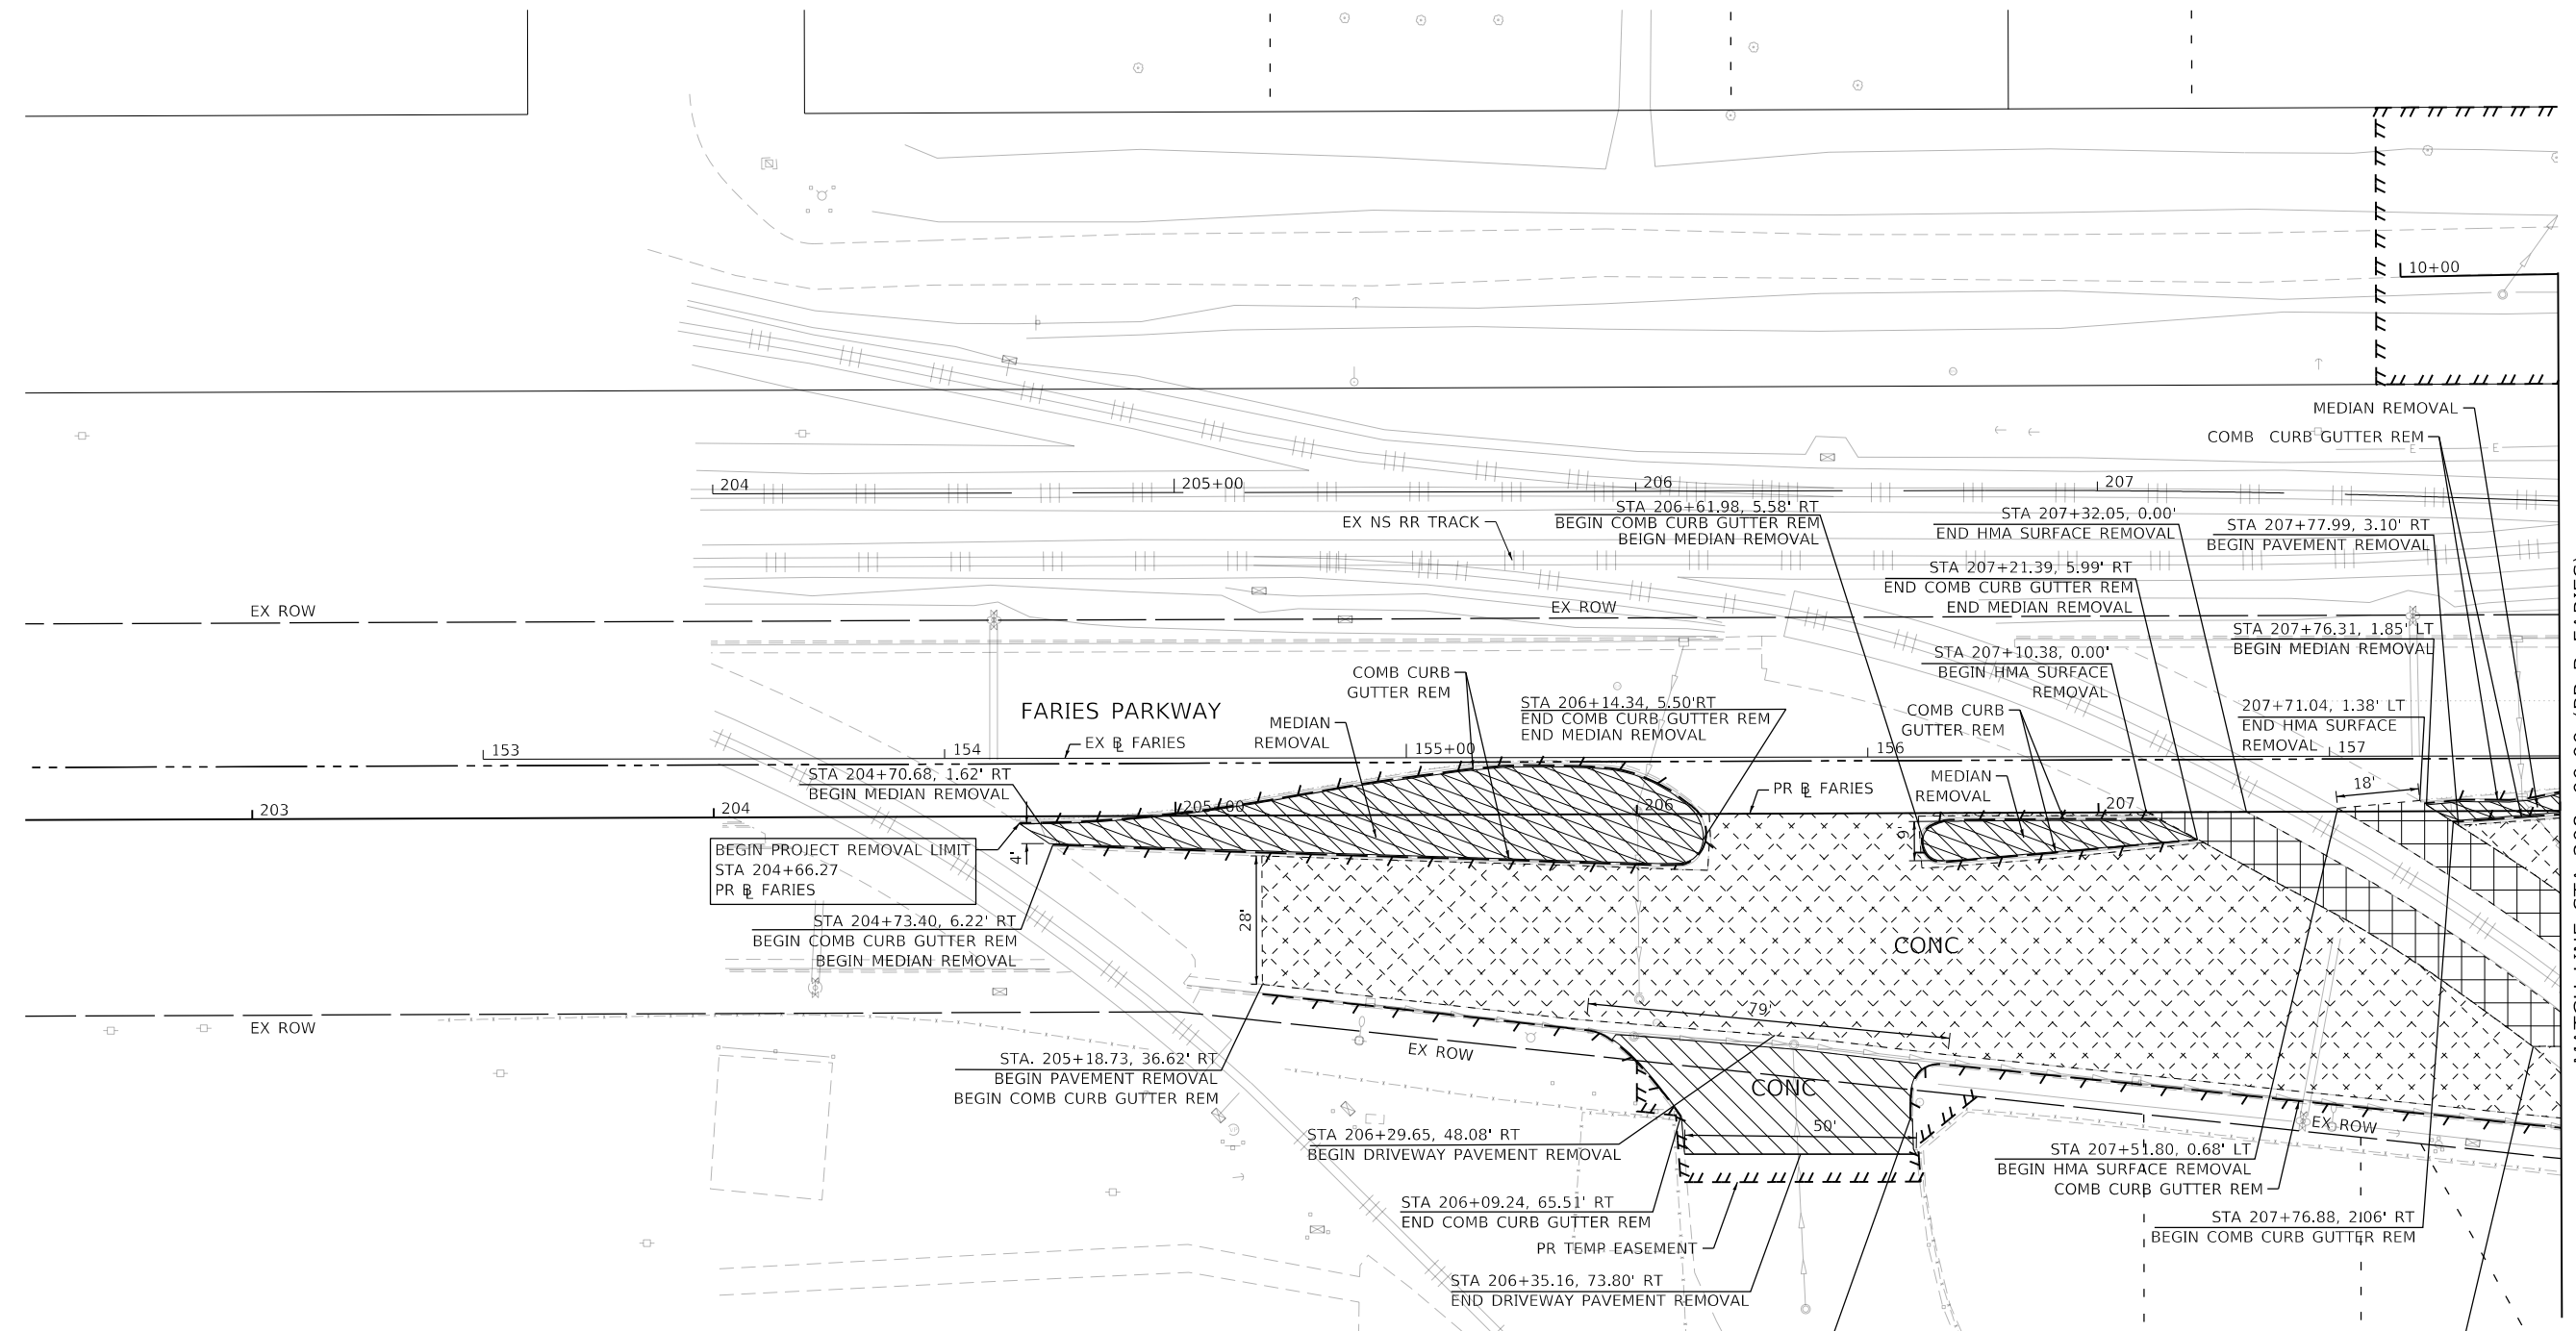 10+00
MEDIAN REMOVAL
COMB CURB GUTTER REM
E
E
204
205+00
206
207
EX NS RR TRACK
STA 206+61.98, 5.58' RT
BEGIN COMB CURB GUTTER REM
BEIGN MEDIAN REMOVAL
STA 207+32.05, 0.00'
END HMA SURFACE REMOVAL
STA 207+77.99, 3.10' RT
BEGIN PAVEMENT REMOVAL
STA 207+21.39, 5.99' RT
END COMB CURB GUTTER REM
END MEDIAN REMOVAL
EX ROW
EX ROW
STA 207+76.31, 1.85' LT
BEGIN MEDIAN REMOVAL
STA 207+10.38, 0.00'
BEGIN HMA SURFACE
REMOVAL
COMB CURB
GUTTER REM
STA 206+14.34, 5.50'RT
END COMB CURB GUTTER REM
END MEDIAN REMOVAL
COMB CURB
GUTTER REM
207+71.04, 1.38' LT
END HMA SURFACE
REMOVAL
FARIES PARKWAY
MEDIAN
REMOVAL
153
154
EX BL FARIES
155+00
156
157
STA 204+70.68, 1.62' RT
BEGIN MEDIAN REMOVAL
PR BL FARIES
MEDIAN
REMOVAL
18'
203
204
205+00
206
207
9'
BEGIN PROJECT REMOVAL LIMIT
STA 204+66.27
PR BL FARIES
4'
28'
STA 204+73.40, 6.22' RT
BEGIN COMB CURB GUTTER REM
BEGIN MEDIAN REMOVAL
CONC
79'
EX ROW
EX ROW
STA. 205+18.73, 36.62' RT
BEGIN PAVEMENT REMOVAL
BEGIN COMB CURB GUTTER REM
CONC
50'
EX ROW
STA 206+29.65, 48.08' RT
BEGIN DRIVEWAY PAVEMENT REMOVAL
STA 207+51.80, 0.68' LT
BEGIN HMA SURFACE REMOVAL
COMB CURB GUTTER REM
STA 206+09.24, 65.51' RT
END COMB CURB GUTTER REM
STA 207+76.88, 2.06' RT
BEGIN COMB CURB GUTTER REM
PR TEMP EASEMENT
STA 206+35.16, 73.80' RT
END DRIVEWAY PAVEMENT REMOVAL